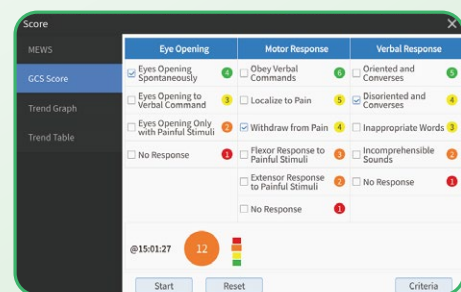 Score
MEWS
GCS Score
Trend Graph
Trend Table
Eye Opening
Motor Response
Verbal Response
Eyes Opening
Spontaneously
4
Obey Verbal
Commands
6
Oriented and
Converses
5
Eyes Opening to
Verbal Command
3
Localize to Pain
5
Disoriented and
Converses
4
Eyes Opening Only
with Painful Stimuli
2
Withdraw from Pain
4
Inappropriate Words
3
No Response
1
Flexor Response to
Painful Stimuli
3
Incomprehensible
Sounds
2
Extensor Response
to Painful Stimuli
2
No Response
1
No Response
1
@15:01:27
12
Start
Reset
Criteria